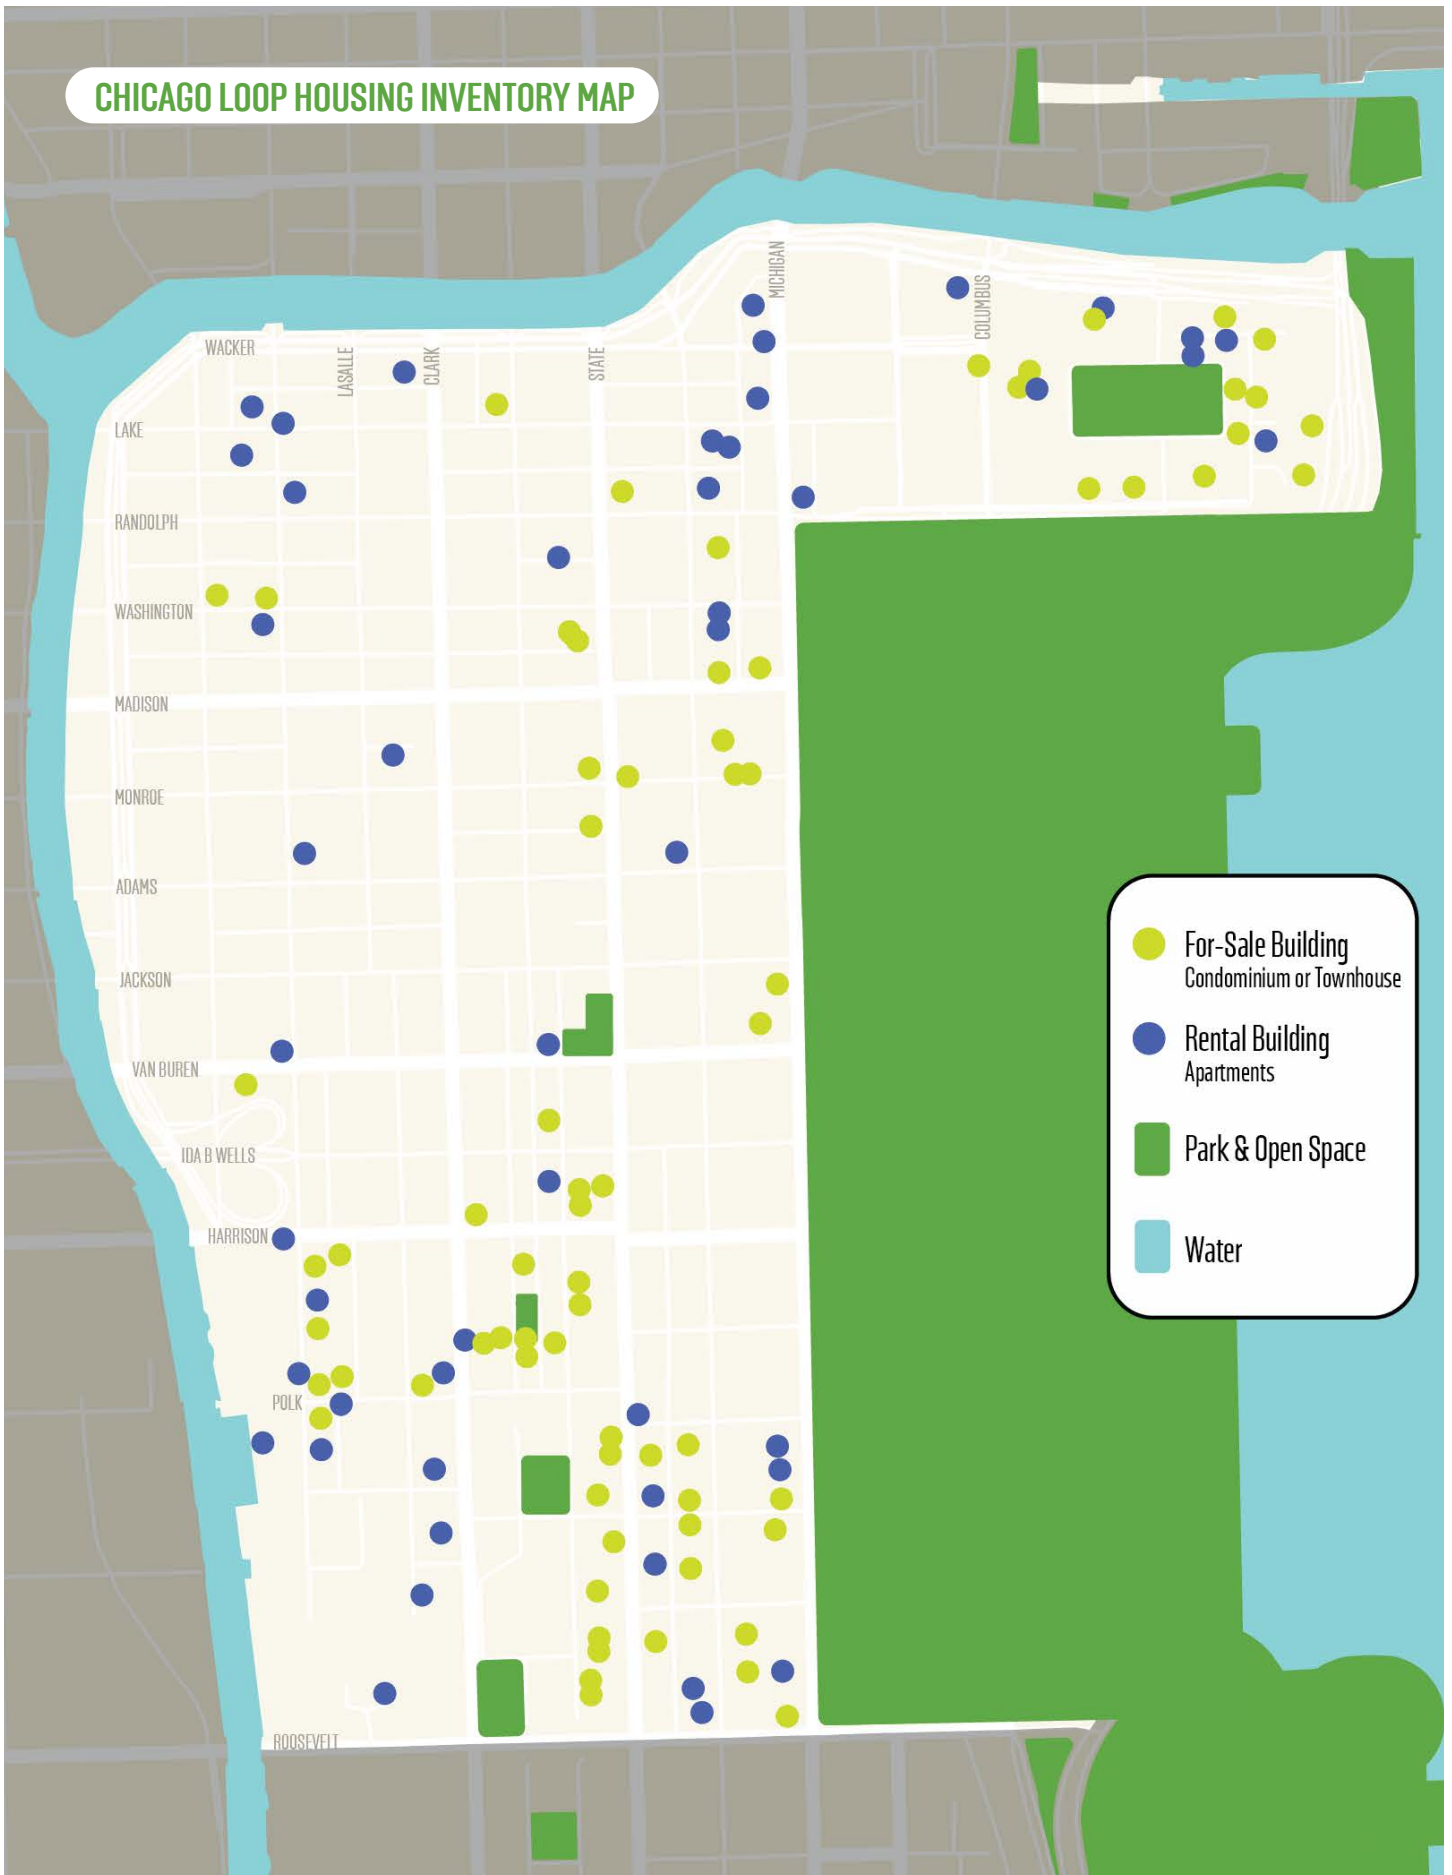 CHICAGO LOOP HOUSING INVENTORY MAP
MICHIGAN
COLUMBUS
WACKER
LASALLE
CLARK
STATE
LAKE
RANDOLPH
WASHINGTON
MADISON
MONROE
ADAMS
JACKSON
VAN BUREN
IDA B WELLS
HARRISON
POLK
ROOSEVELT
For-Sale Building
Condominium or Townhouse
Rental Building
Apartments
Park & Open Space
Water